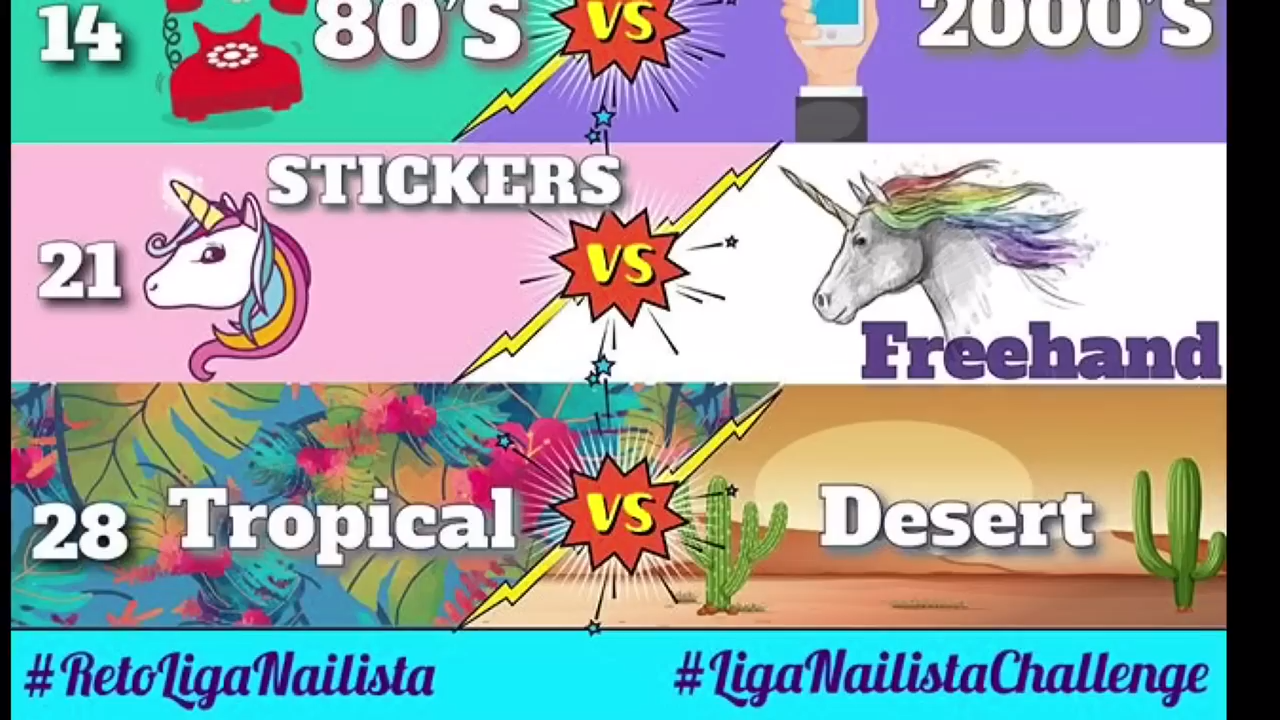 14 80'S VS 2000'S
STICKERS
21 VS
Freehand
28 Tropical VS Desert
#RetoLigaNailista #LigaNailistaChallenge